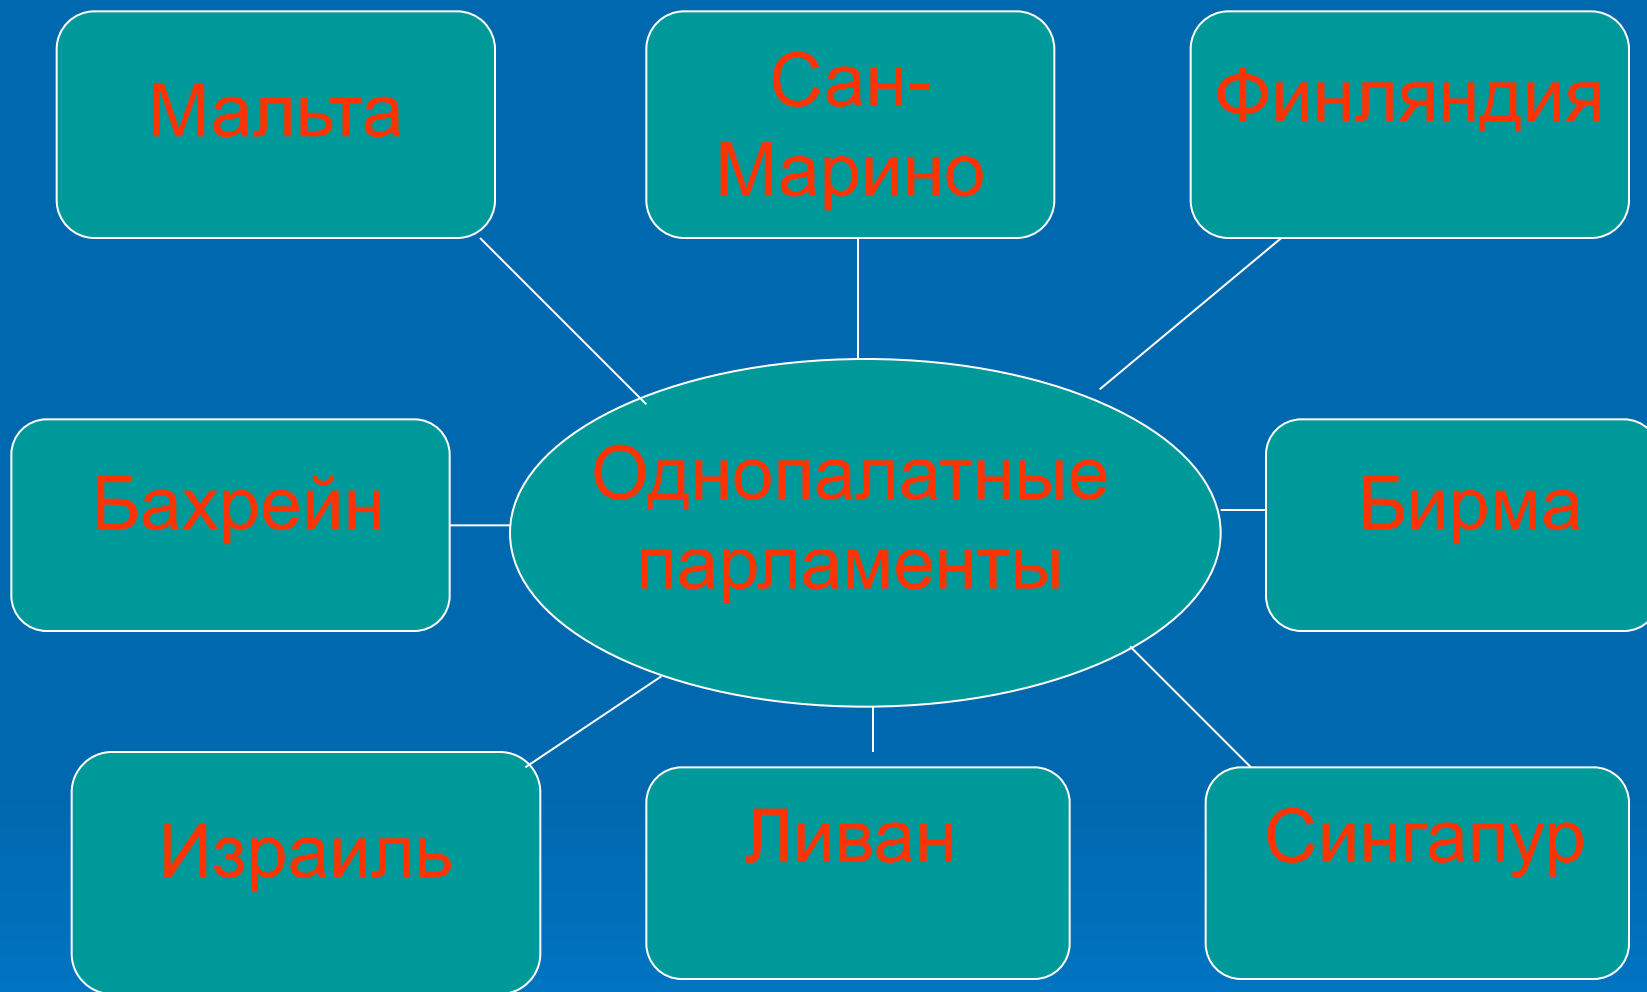 Мальта
Сан-
Марино
Финляндия
Бахрейн
Однопалатные
парламенты
Бирма
Израиль
Ливан
Сингапур